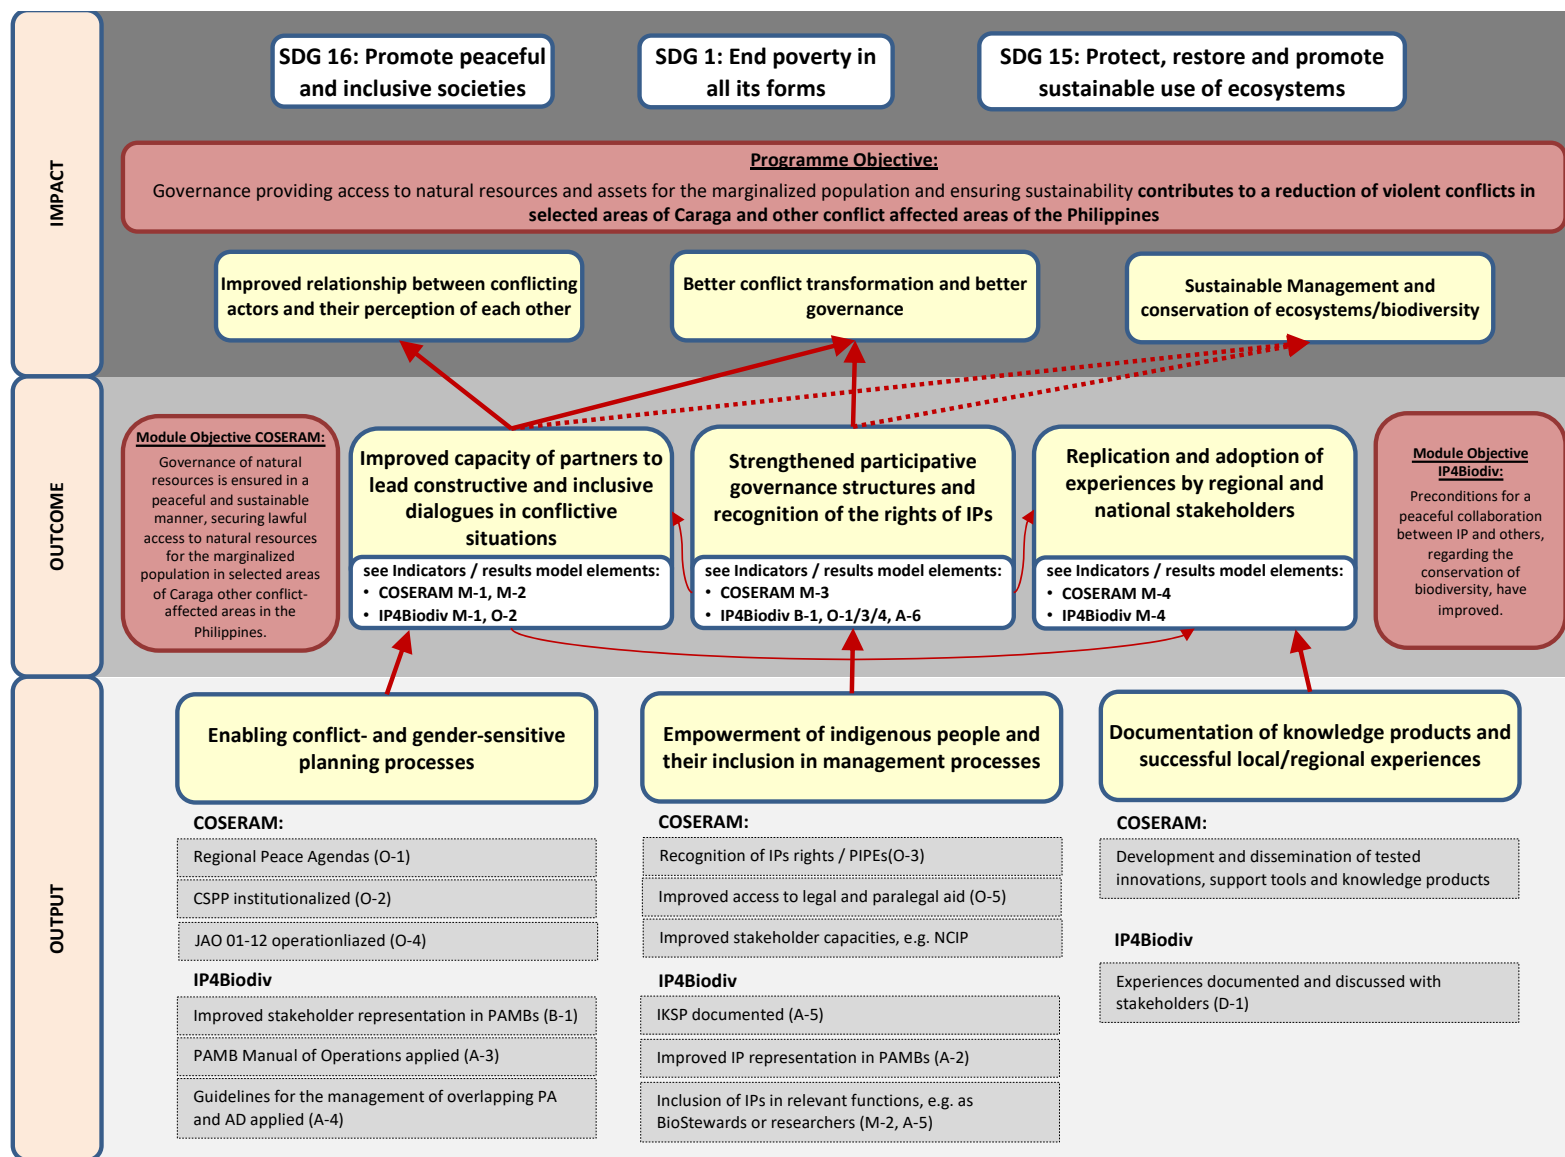 IMPACT
SDG 16: Promote peaceful
and inclusive societies
SDG 1: End poverty in
all its forms
SDG 15: Protect, restore and promote
sustainable use of ecosystems
Programme Objective:
Governance providing access to natural resources and assets for the marginalized population and ensuring sustainability contributes to a reduction of violent conflicts in
selected areas of Caraga and other conflict affected areas of the Philippines
Improved relationship between conflicting
actors and their perception of each other
Better conflict transformation and better
governance
Sustainable Management and
conservation of ecosystems/biodiversity
OUTCOME
Module Objective COSERAM:
Governance of natural
resources is ensured in a
peaceful and sustainable
manner, securing lawful
access to natural resources
for the marginalized
population in selected areas
of Caraga other conflict-
affected areas in the
Philippines.
Improved capacity of partners to
lead constructive and inclusive
dialogues in conflictive
situations
see Indicators / results model elements:
• COSERAM M-1, M-2
• IP4Biodiv M-1, O-2
Strengthened participative
governance structures and
recognition of the rights of IPs
see Indicators / results model elements:
• COSERAM M-3
• IP4Biodiv B-1, O-1/3/4, A-6
Replication and adoption of
experiences by regional and
national stakeholders
see Indicators / results model elements:
• COSERAM M-4
• IP4Biodiv M-4
Module Objective
IP4Biodiv:
Preconditions for a
peaceful collaboration
between IP and others,
regarding the
conservation of
biodiversity, have
improved.
OUTPUT
Enabling conflict- and gender-sensitive
planning processes
COSERAM:
Regional Peace Agendas (O-1)
CSPP institutionalized (O-2)
JAO 01-12 operationliazed (O-4)
IP4Biodiv
Improved stakeholder representation in PAMBs (B-1)
PAMB Manual of Operations applied (A-3)
Guidelines for the management of overlapping PA
and AD applied (A-4)
Empowerment of indigenous people and
their inclusion in management processes
COSERAM:
Recognition of IPs rights / PIPEs(O-3)
Improved access to legal and paralegal aid (O-5)
Improved stakeholder capacities, e.g. NCIP
IP4Biodiv
IKSP documented (A-5)
Improved IP representation in PAMBs (A-2)
Inclusion of IPs in relevant functions, e.g. as
BioStewards or researchers (M-2, A-5)
Documentation of knowledge products and
successful local/regional experiences
COSERAM:
Development and dissemination of tested
innovations, support tools and knowledge products
IP4Biodiv
Experiences documented and discussed with
stakeholders (D-1)